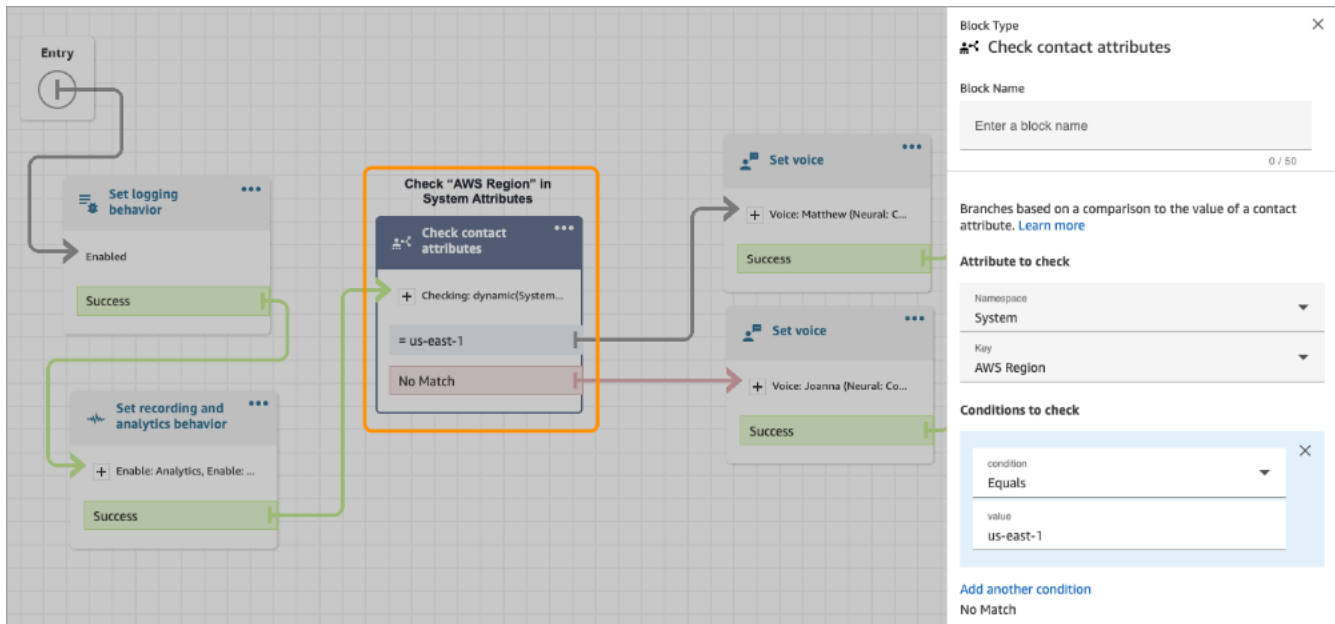 Entry
Set logging
behavior
Enabled
Success
Set recording and
analytics behavior
Enable: Analytics, Enable: ...
Success
Check "AWS Region" in
System Attributes
Check contact
attributes
Checking: dynamic(System...
= us-east-1
No Match
Set voice
Voice: Matthew (Neural: C...
Success
Set voice
Voice: Joanna (Neural: Co...
Success
Block Type
Check contact attributes
Block Name
Enter a block name
0 / 50
Branches based on a comparison to the value of a contact
attribute. Learn more
Attribute to check
Namespace
System
Key
AWS Region
Conditions to check
condition
Equals
value
us-east-1
Add another condition
No Match